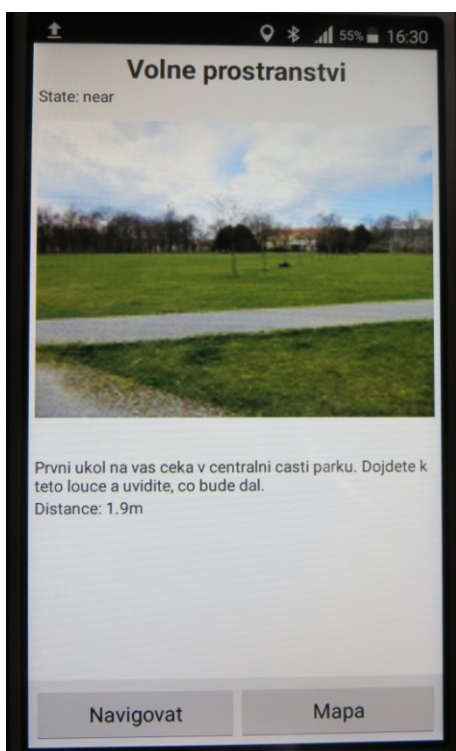 55% 16:30
Volne prostranstvi
State: near
Prvni ukol na vas ceka v centralni casti parku. Dojdete k
teto louce a uvidite, co bude dal.
Distance: 1.9m
Navigovat Mapa